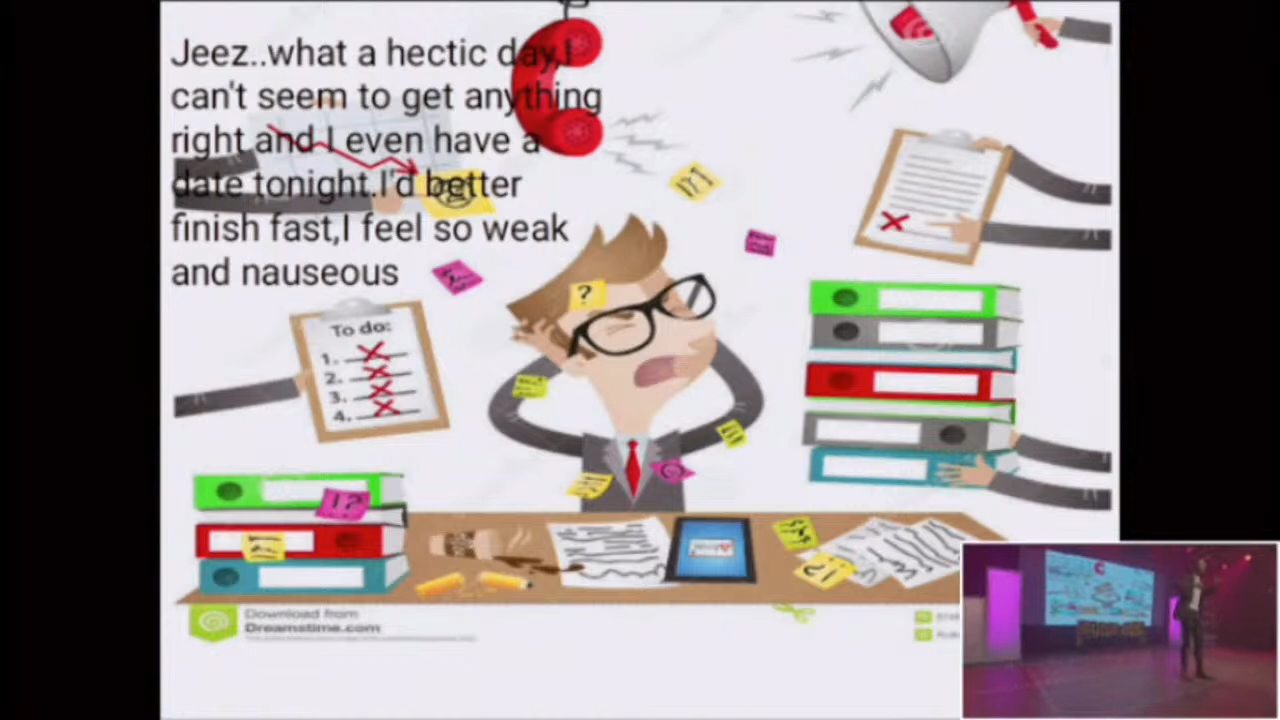 Jeez..what a hectic day,I
can't seem to get anything
right and I even have a
date tonight.I'd better
finish fast,I feel so weak
and nauseous
?
To do:
1.
2.
3.
4.
!?
Download from
Dreamstime.com